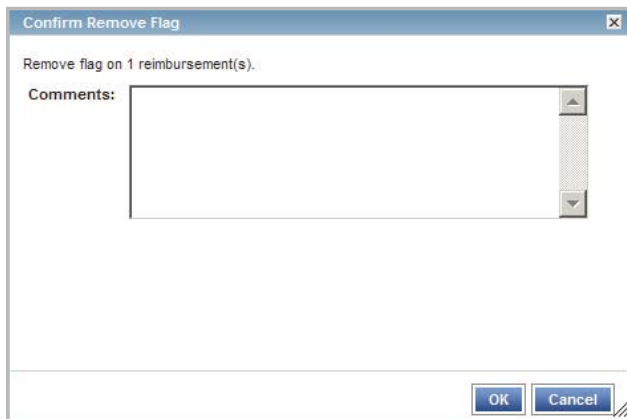 Confirm Remove Flag
Remove flag on 1 reimbursement(s).
Comments:
OK Cancel